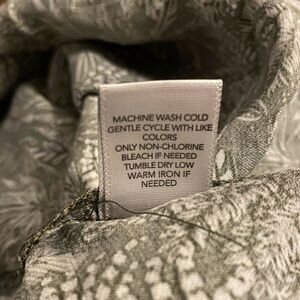 MACHINE WASH COLD
GENTLE CYCLE WITH LIKE
COLORS
ONLY NON-CHLORINE
BLEACH IF NEEDED
TUMBLE DRY LOW
WARM IRON IF
NEEDED